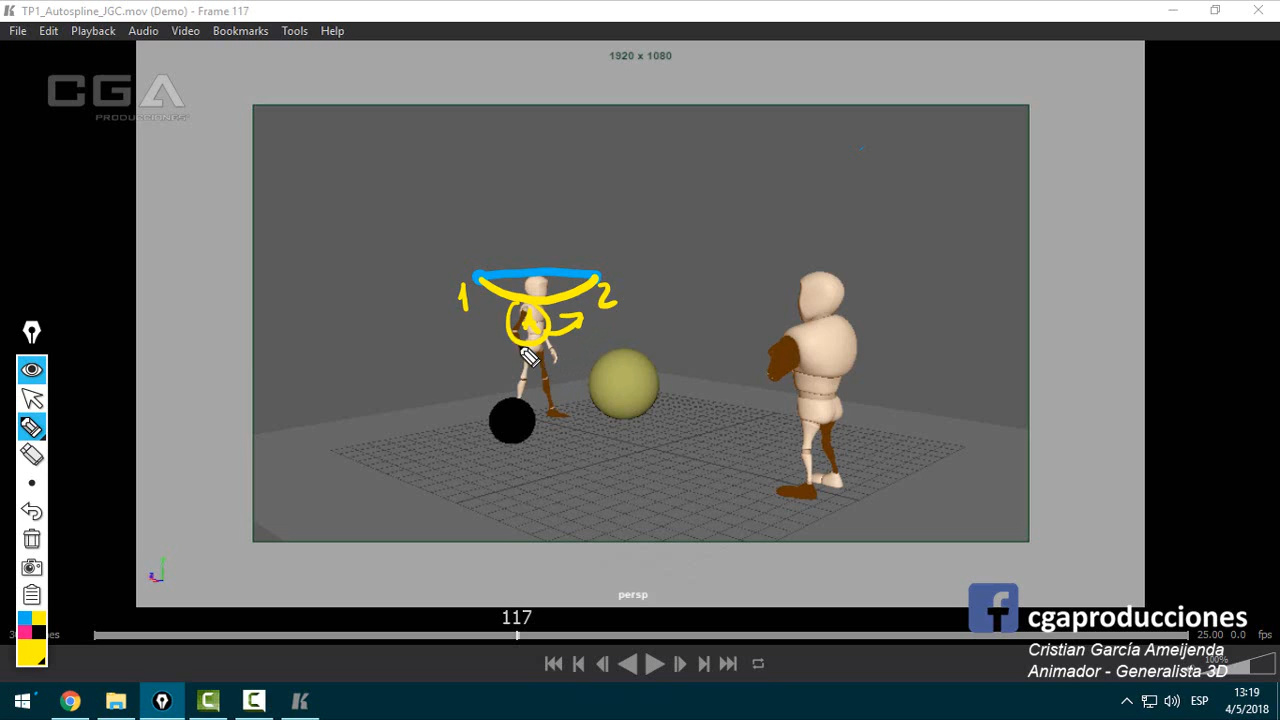 TP1_Autospline_JGC.mov (Demo) - Frame 117
File Edit Playback Audio Video Bookmarks Tools Help
1920 x 1080
CGA
PRODUCCIONES
1
2
persp
117
25.00 0.0 fps
cgaproducciones
Cristian García Ameijenda
100%
Animador - Generalista 3D
ESP
13:19
4/5/2018